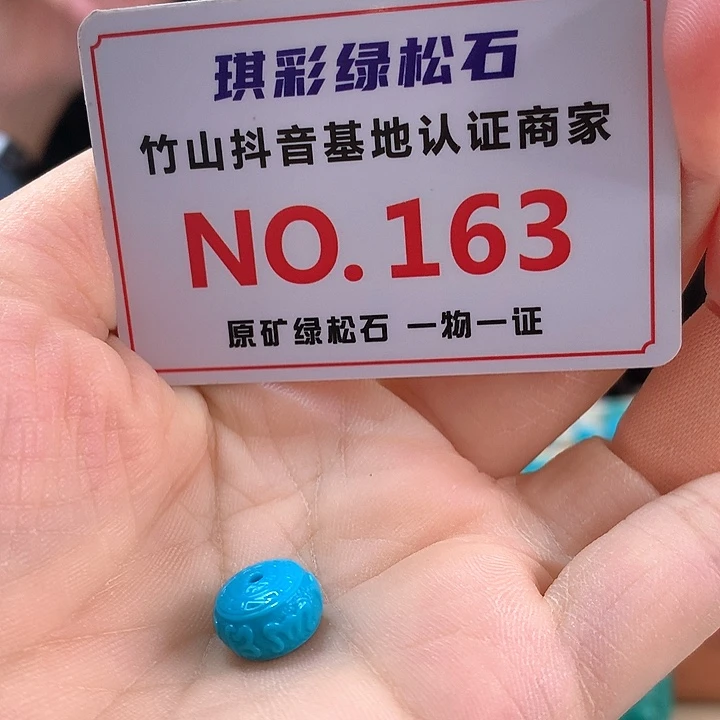 琪彩绿松石
竹山抖音基地认证商家
NO.163
原矿绿松石 一物一证